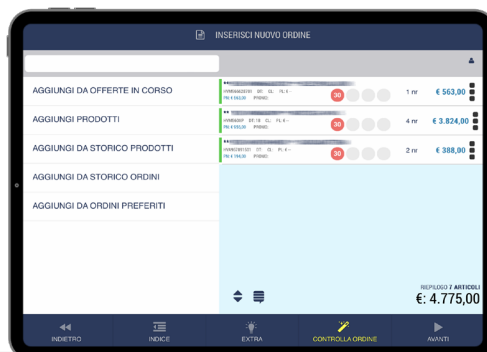 INSERISCI NUOVO ORDINE
AGGIUNGI DA OFFERTE IN CORSO
AGGIUNGI PRODOTTI
AGGIUNGI DA STORICO PRODOTTI
AGGIUNGI DA STORICO ORDINI
AGGIUNGI DA ORDINI PREFERITI
30
1 nr
€ 563,00
30
4 nr
€ 3.824,00
30
2 nr
€ 388,00
RIEPILOGO 7 ARTICOLI
€: 4.775,00
INDIETRO
INDICE
EXTRA
CONTROLLA ORDINE
AVANTI